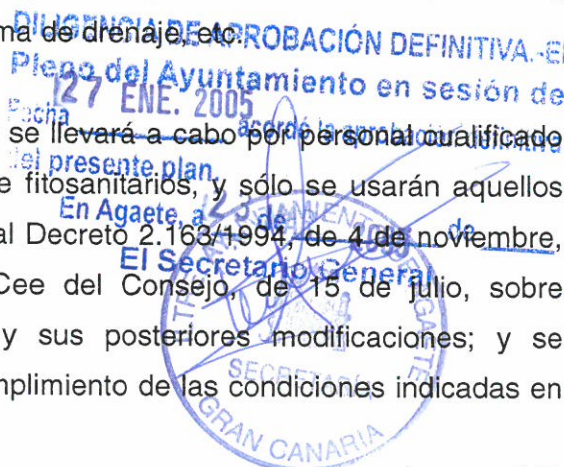 ma de drenaje, etc.
DILIGENCIA DE APROBACIÓN DEFINITIVA.-El
Pleno del Ayuntamiento en sesión de
27 ENE. 2005
Fecha acordó la aprobación definitiva
se llevará a cabo por personal cualificado
del presente plan.
e fitosanitarios, y sólo se usarán aquellos
En Agaete, a 23 de de
al Decreto 2.163/1994, de 4 de noviembre,
El Secretario General
Cee del Consejo, de 15 de julio, sobre
y sus posteriores modificaciones; y se
mplimiento de las condiciones indicadas en
AGAETE
SECRETARÍA
GRAN CANARIA